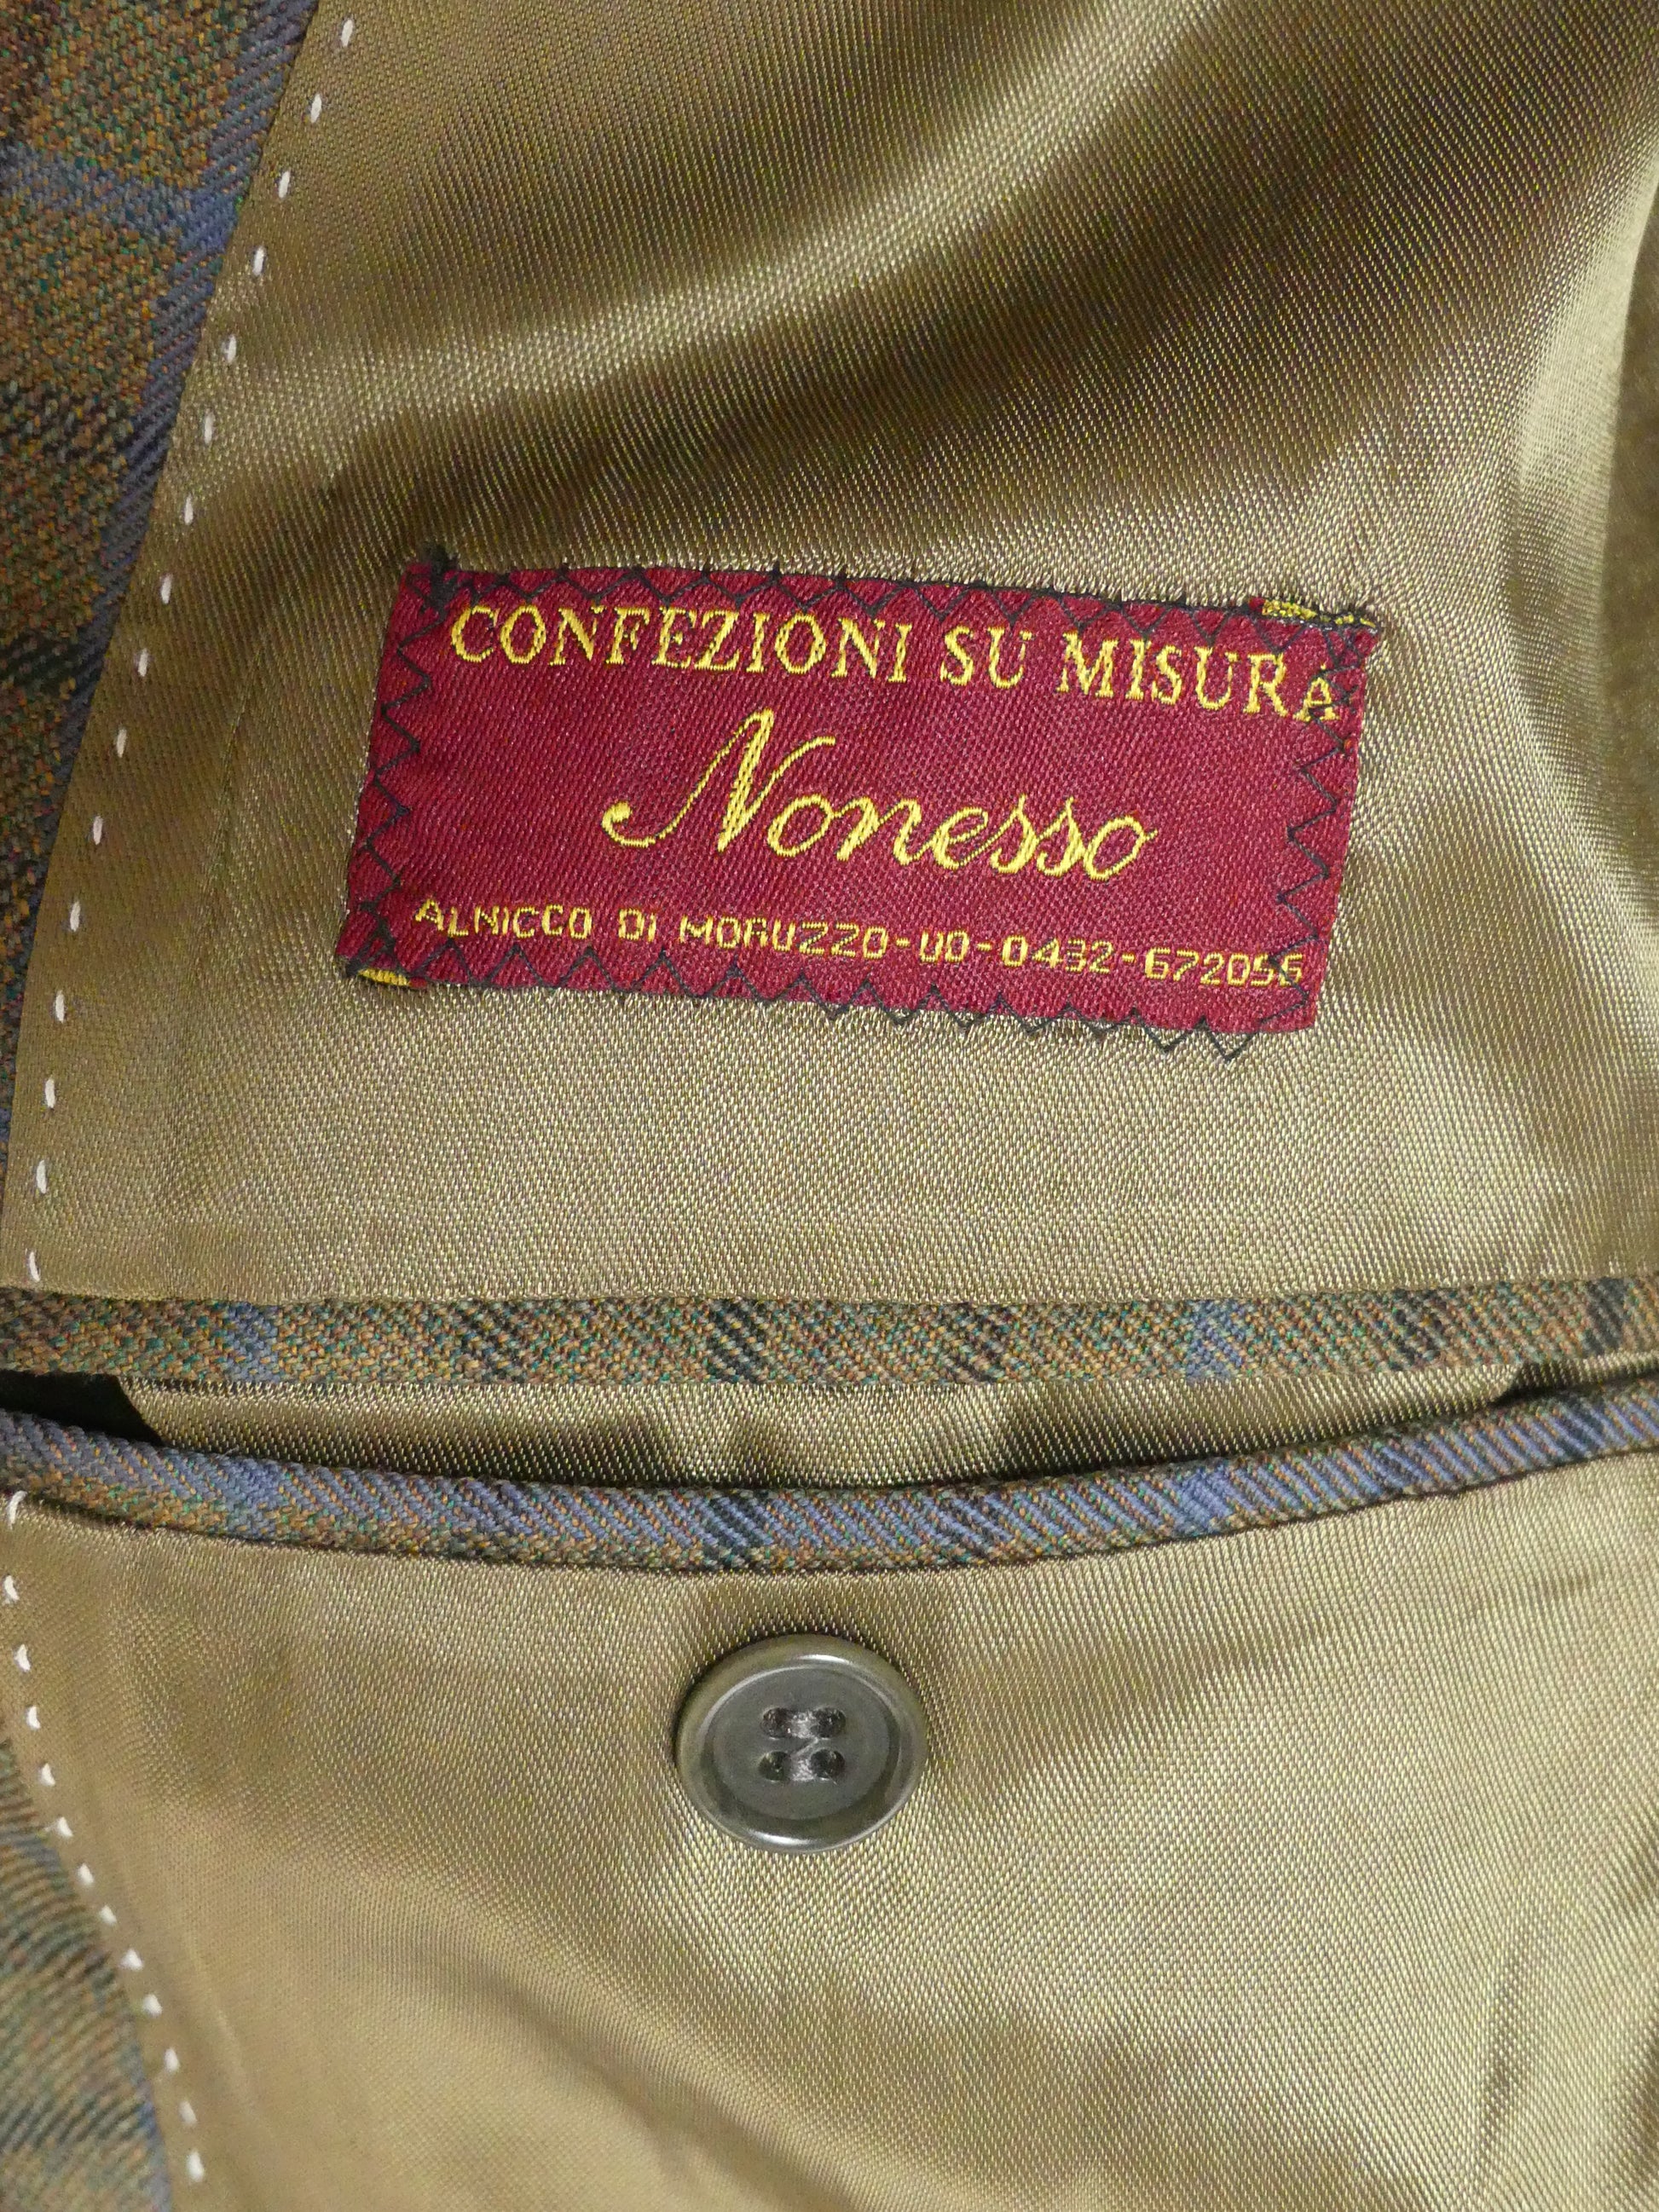 CONFEZIONI SU MISURA
Nonesso
ALNICCO DI MORUZZO-UD-0432-672056